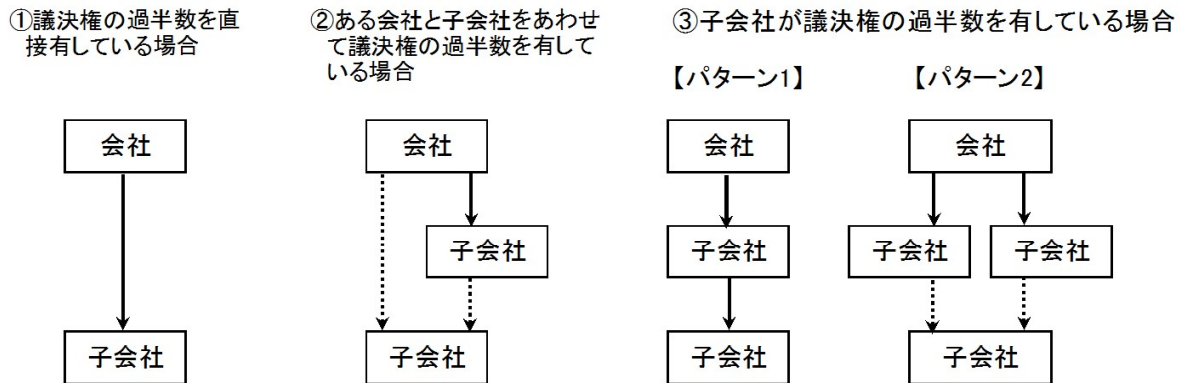 ①議決権の過半数を直
接有している場合
②ある会社と子会社をあわせ
て議決権の過半数を有して
いる場合
③子会社が議決権の過半数を有している場合
【パターン1】
【パターン2】
会社
子会社
会社
子会社
子会社
会社
子会社
子会社
会社
子会社
子会社
子会社